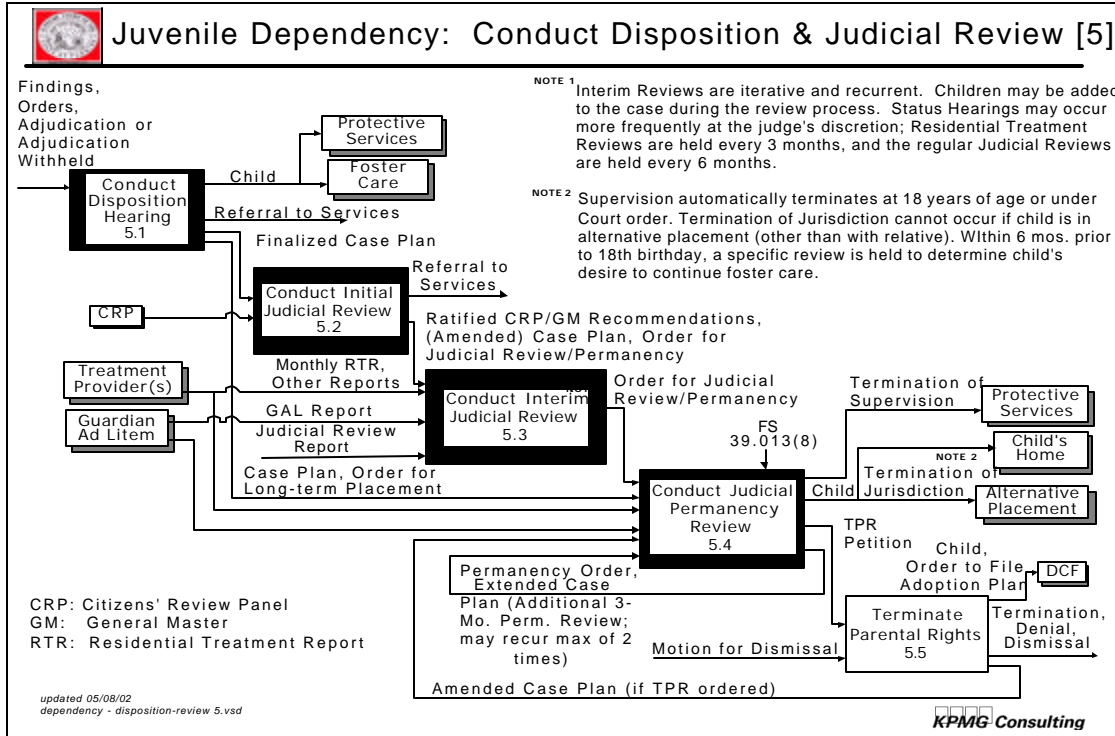 Juvenile Dependency: Conduct Disposition & Judicial Review [5]
Findings,
Orders,
Adjudication or
Adjudication
Withheld
NOTE 1
Interim Reviews are iterative and recurrent. Children may be added
to the case during the review process. Status Hearings may occur
more frequently at the judge's discretion; Residential Treatment
Reviews are held every 3 months, and the regular Judicial Reviews
are held every 6 months.
NOTE 2
Supervision automatically terminates at 18 years of age or under
Court order. Termination of Jurisdiction cannot occur if child is in
alternative placement (other than with relative). WIthin 6 mos. prior
to 18th birthday, a specific review is held to determine child's
desire to continue foster care.
Protective
Services
Foster
Care
Child
Conduct
Disposition
Hearing
5.1
Referral to Services
Finalized Case Plan
Conduct Initial
Judicial Review
5.2
Referral to
Services
CRP
Ratified CRP/GM Recommendations,
(Amended) Case Plan, Order for
Judicial Review/Permanency
Treatment
Provider(s)
Monthly RTR,
Other Reports
Guardian
Ad Litem
GAL Report
Judicial Review
Report
Conduct Interim
Judicial Review
5.3
Order for Judicial
Review/Permanency
Case Plan, Order for
Long-term Placement
FS
39.013(8)
Conduct Judicial
Permanency
Review
5.4
Termination of
Supervision
Protective
Services
Child's
Home
NOTE 2
Child
Termination of
Jurisdiction
Alternative
Placement
TPR
Petition
Child,
Order to File
Adoption Plan
DCF
Permanency Order,
Extended Case
Plan (Additional 3-
Mo. Perm. Review;
may recur max of 2
times)
Terminate
Parental Rights
5.5
Termination,
Denial,
Dismissal
Motion for Dismissal
Amended Case Plan (if TPR ordered)
CRP: Citizens' Review Panel
GM: General Master
RTR: Residential Treatment Report
updated 05/08/02
dependency - disposition-review 5.vsd
KPMG Consulting